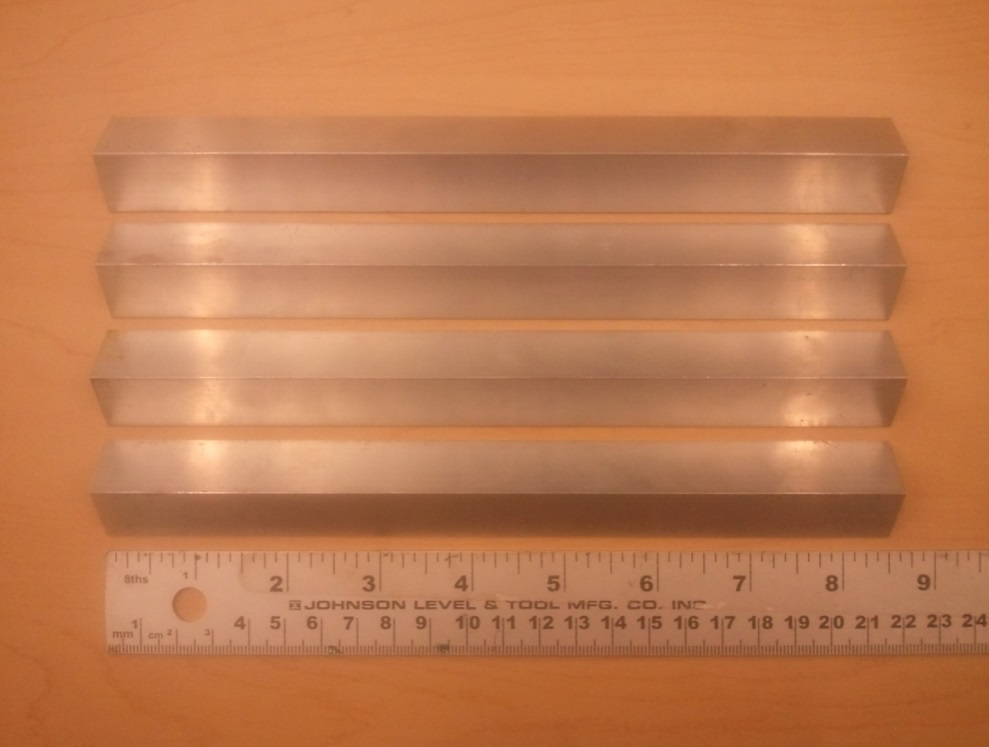 8ths 1 2 3 4 5 6 7 8 9
JOHNSON LEVEL & TOOL MFG. CO. INC.
1 2 3 4 5 6 7 8 9 10 11 12 13 14 15 16 17 18 19 20 21 22 23 24
mm cm